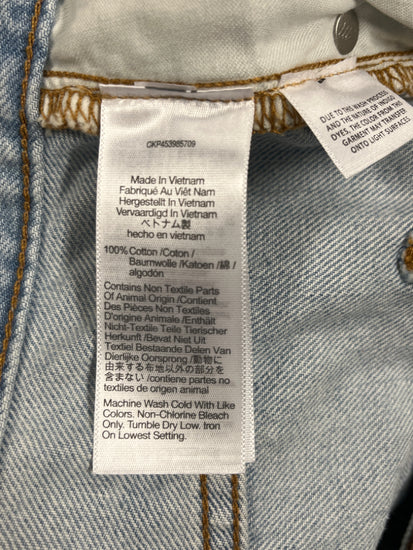 CKP453985709
Made In Vietnam
Fabriqué Au Viêt Nam
Hergestellt In Vietnam
Vervaardigd In Vietnam
ベトナム製
hecho en vietnam
100% Cotton /Coton /
Baumwolle /Katoen /綿 /
algodón
Contains Non Textile Parts
Of Animal Origin /Contient
Des Pièces Non Textiles
D'origine Animale /Enthält
Nicht-Textile Teile Tierischer
Herkunft /Bevat Niet Uit
Textiel Bestaande Delen Van
Dierlijke Oorsprong /動物に
由来する皮地以外の部分を
含まない /contiene partes no
textiles de origen animal
Machine Wash Cold With Like
Colors. Non-Chlorine Bleach
Only. Tumble Dry Low. Iron
On Lowest Setting.
DUE TO THIS WASH PROCESS
AND THE USE OF INDIGO
DYES, THE COLOR FROM THIS
GARMENT MAY TRANSFER
ONTO LIGHT SURFACES